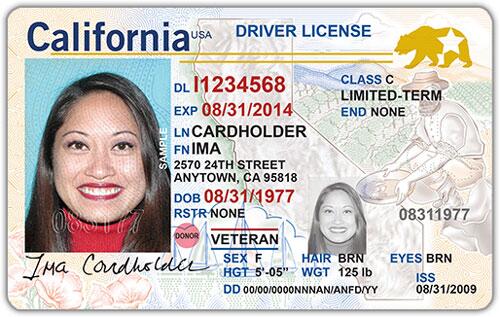 California USA DRIVER LICENSE
DL I1234568
CLASS C
EXP 08/31/2014
LIMITED-TERM
END NONE
LN CARDHOLDER
FN IMA
2570 24TH STREET
ANYTOWN, CA 95818
DOB 08/31/1977
RSTR NONE
SAMPLE
083177
08311977
DONOR
VETERAN
Ima Cardholder
SEX F HAIR BRN EYES BRN
HGT 5'-05" WGT 125 lb
ISS
DD 00/00/0000NNNAN/ANFD/YY 08/31/2009